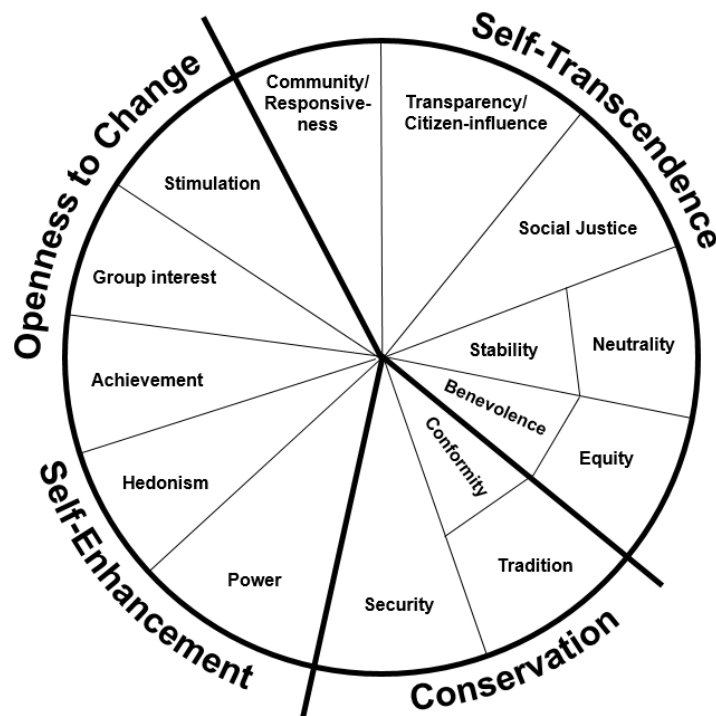 Self-Transcendence
Openness to Change
Community/
Responsive-
ness
Transparency/
Citizen-influence
Stimulation
Social Justice
Group interest
Stability
Neutrality
Achievement
Benevolence
Conformity
Equity
Hedonism
Tradition
Power
Security
Self-Enhancement
Conservation